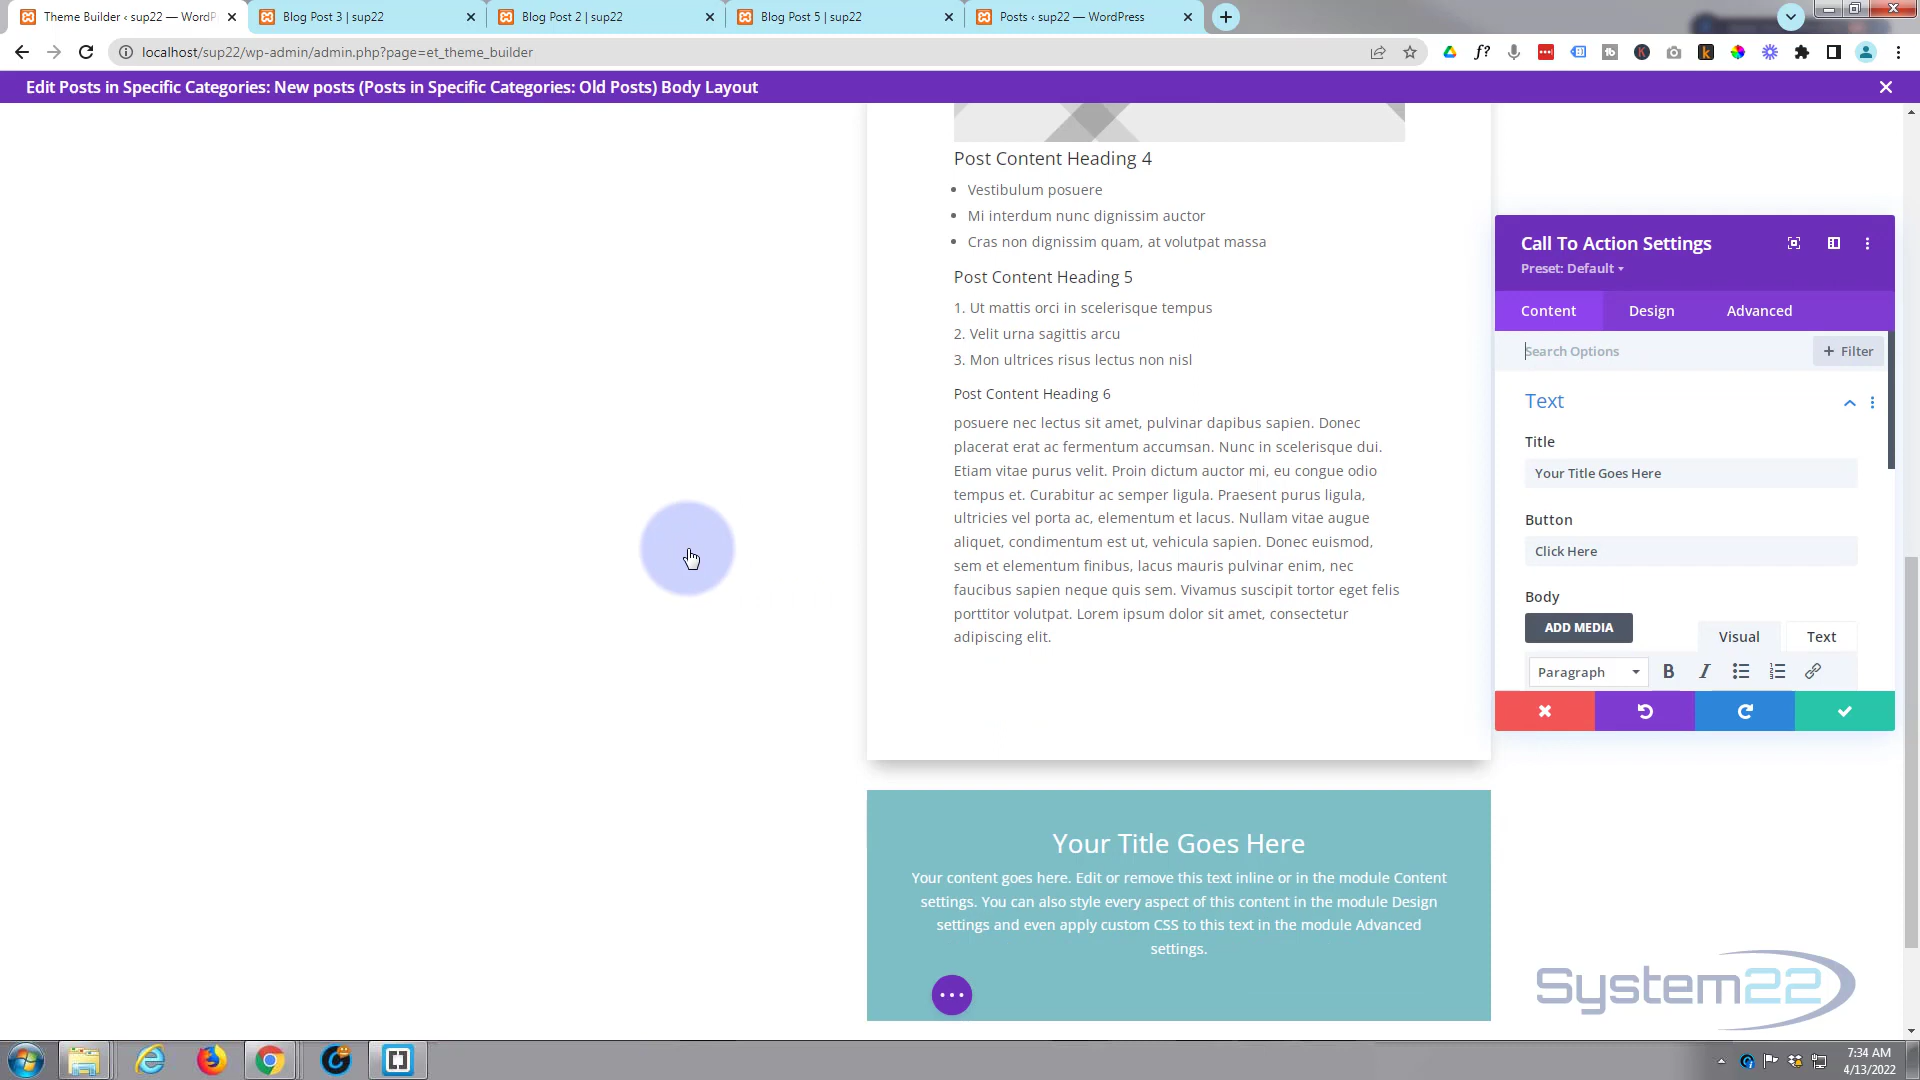 Theme Builder ‹ sup22 — WordP
Blog Post 3 | sup22
Blog Post 2 | sup22
Blog Post 5 | sup22
Posts ‹ sup22 — WordPress
localhost/sup22/wp-admin/admin.php?page=et_theme_builder
Edit Posts in Specific Categories: New posts (Posts in Specific Categories: Old Posts) Body Layout
Post Content Heading 4
• Vestibulum posuere
• Mi interdum nunc dignissim auctor
• Cras non dignissim quam, at volutpat massa
Post Content Heading 5
1. Ut mattis orci in scelerisque tempus
2. Velit urna sagittis arcu
3. Mon ultrices risus lectus non nisl
Post Content Heading 6
posuere nec lectus sit amet, pulvinar dapibus sapien. Donec
placerat erat ac fermentum accumsan. Nunc in scelerisque dui.
Etiam vitae purus velit. Proin dictum auctor mi, eu congue odio
tempus et. Curabitur ac semper ligula. Praesent purus ligula,
ultricies vel porta ac, elementum et lacus. Nullam vitae augue
aliquet, condimentum est ut, vehicula sapien. Donec euismod,
sem et elementum finibus, lacus mauris pulvinar enim, nec
faucibus sapien neque quis sem. Vivamus suscipit tortor eget felis
porttitor volutpat. Lorem ipsum dolor sit amet, consectetur
adipiscing elit.
Your Title Goes Here
Your content goes here. Edit or remove this text inline or in the module Content
settings. You can also style every aspect of this content in the module Design
settings and even apply custom CSS to this text in the module Advanced
settings.
Call To Action Settings
Preset: Default
Content
Design
Advanced
Search Options
+ Filter
Text
Title
Your Title Goes Here
Button
Click Here
Body
ADD MEDIA
Visual
Text
Paragraph
B
I
System22
7:34 AM
4/13/2022